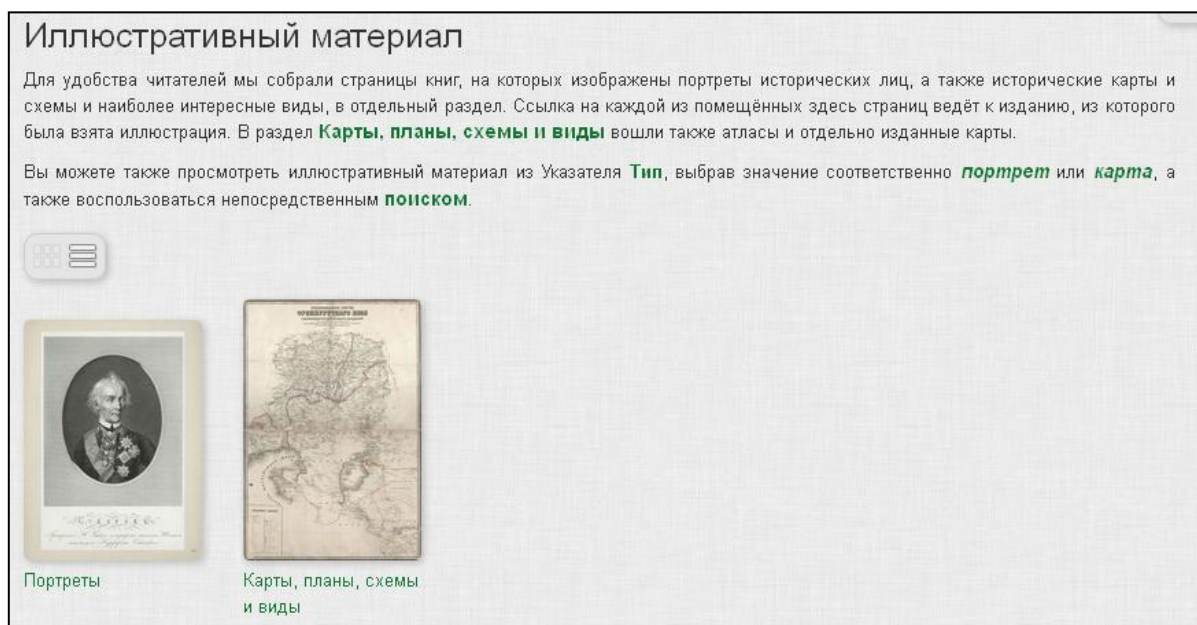 Иллюстративный материал
Для удобства читателей мы собрали страницы книг, на которых изображены портреты исторических лиц, а также исторические карты и
схемы и наиболее интересные виды, в отдельный раздел. Ссылка на каждой из помещённых здесь страниц ведёт к изданию, из которого
была взята иллюстрация. В раздел Карты, планы, схемы и виды вошли также атласы и отдельно изданные карты.
Вы можете также просмотреть иллюстративный материал из Указателя Тип, выбрав значение соответственно портрет или карта, а
также воспользоваться непосредственным поиском.
Портреты
Карты, планы, схемы
и виды